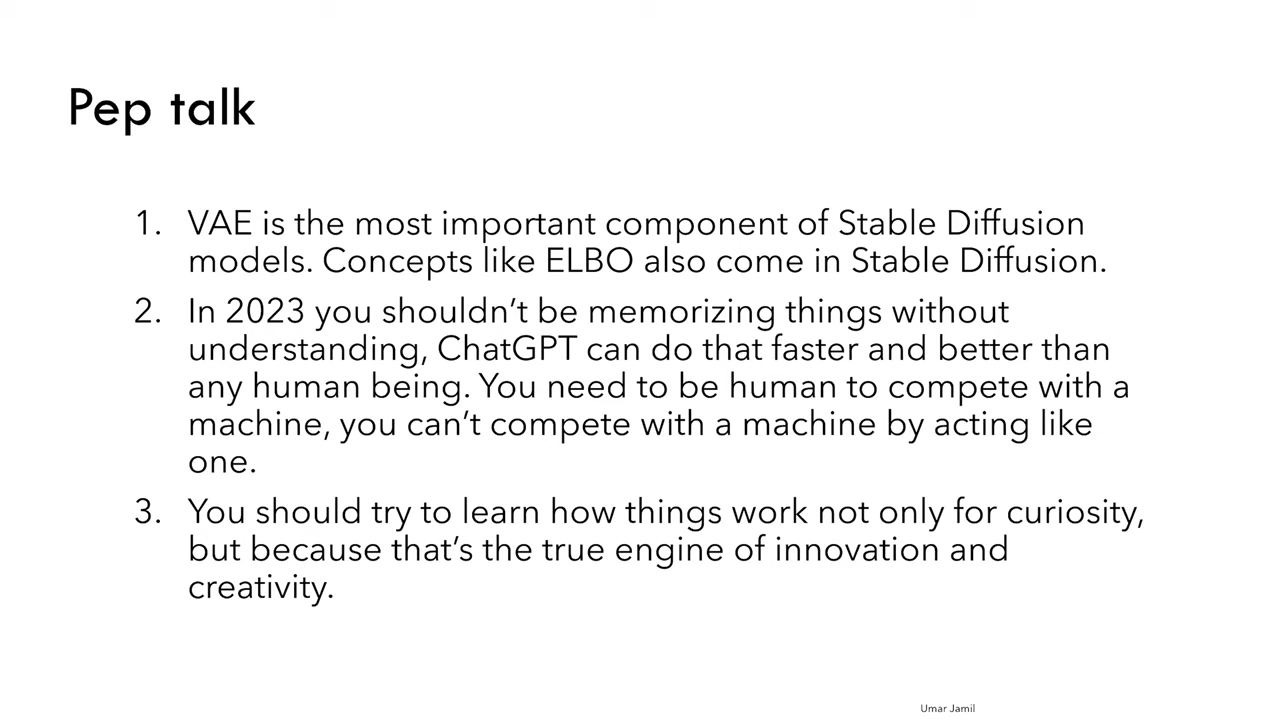 Pep talk
1. VAE is the most important component of Stable Diffusion
models. Concepts like ELBO also come in Stable Diffusion.
2. In 2023 you shouldn’t be memorizing things without
understanding, ChatGPT can do that faster and better than
any human being. You need to be human to compete with a
machine, you can’t compete with a machine by acting like
one.
3. You should try to learn how things work not only for curiosity,
but because that’s the true engine of innovation and
creativity.
Umar Jamil